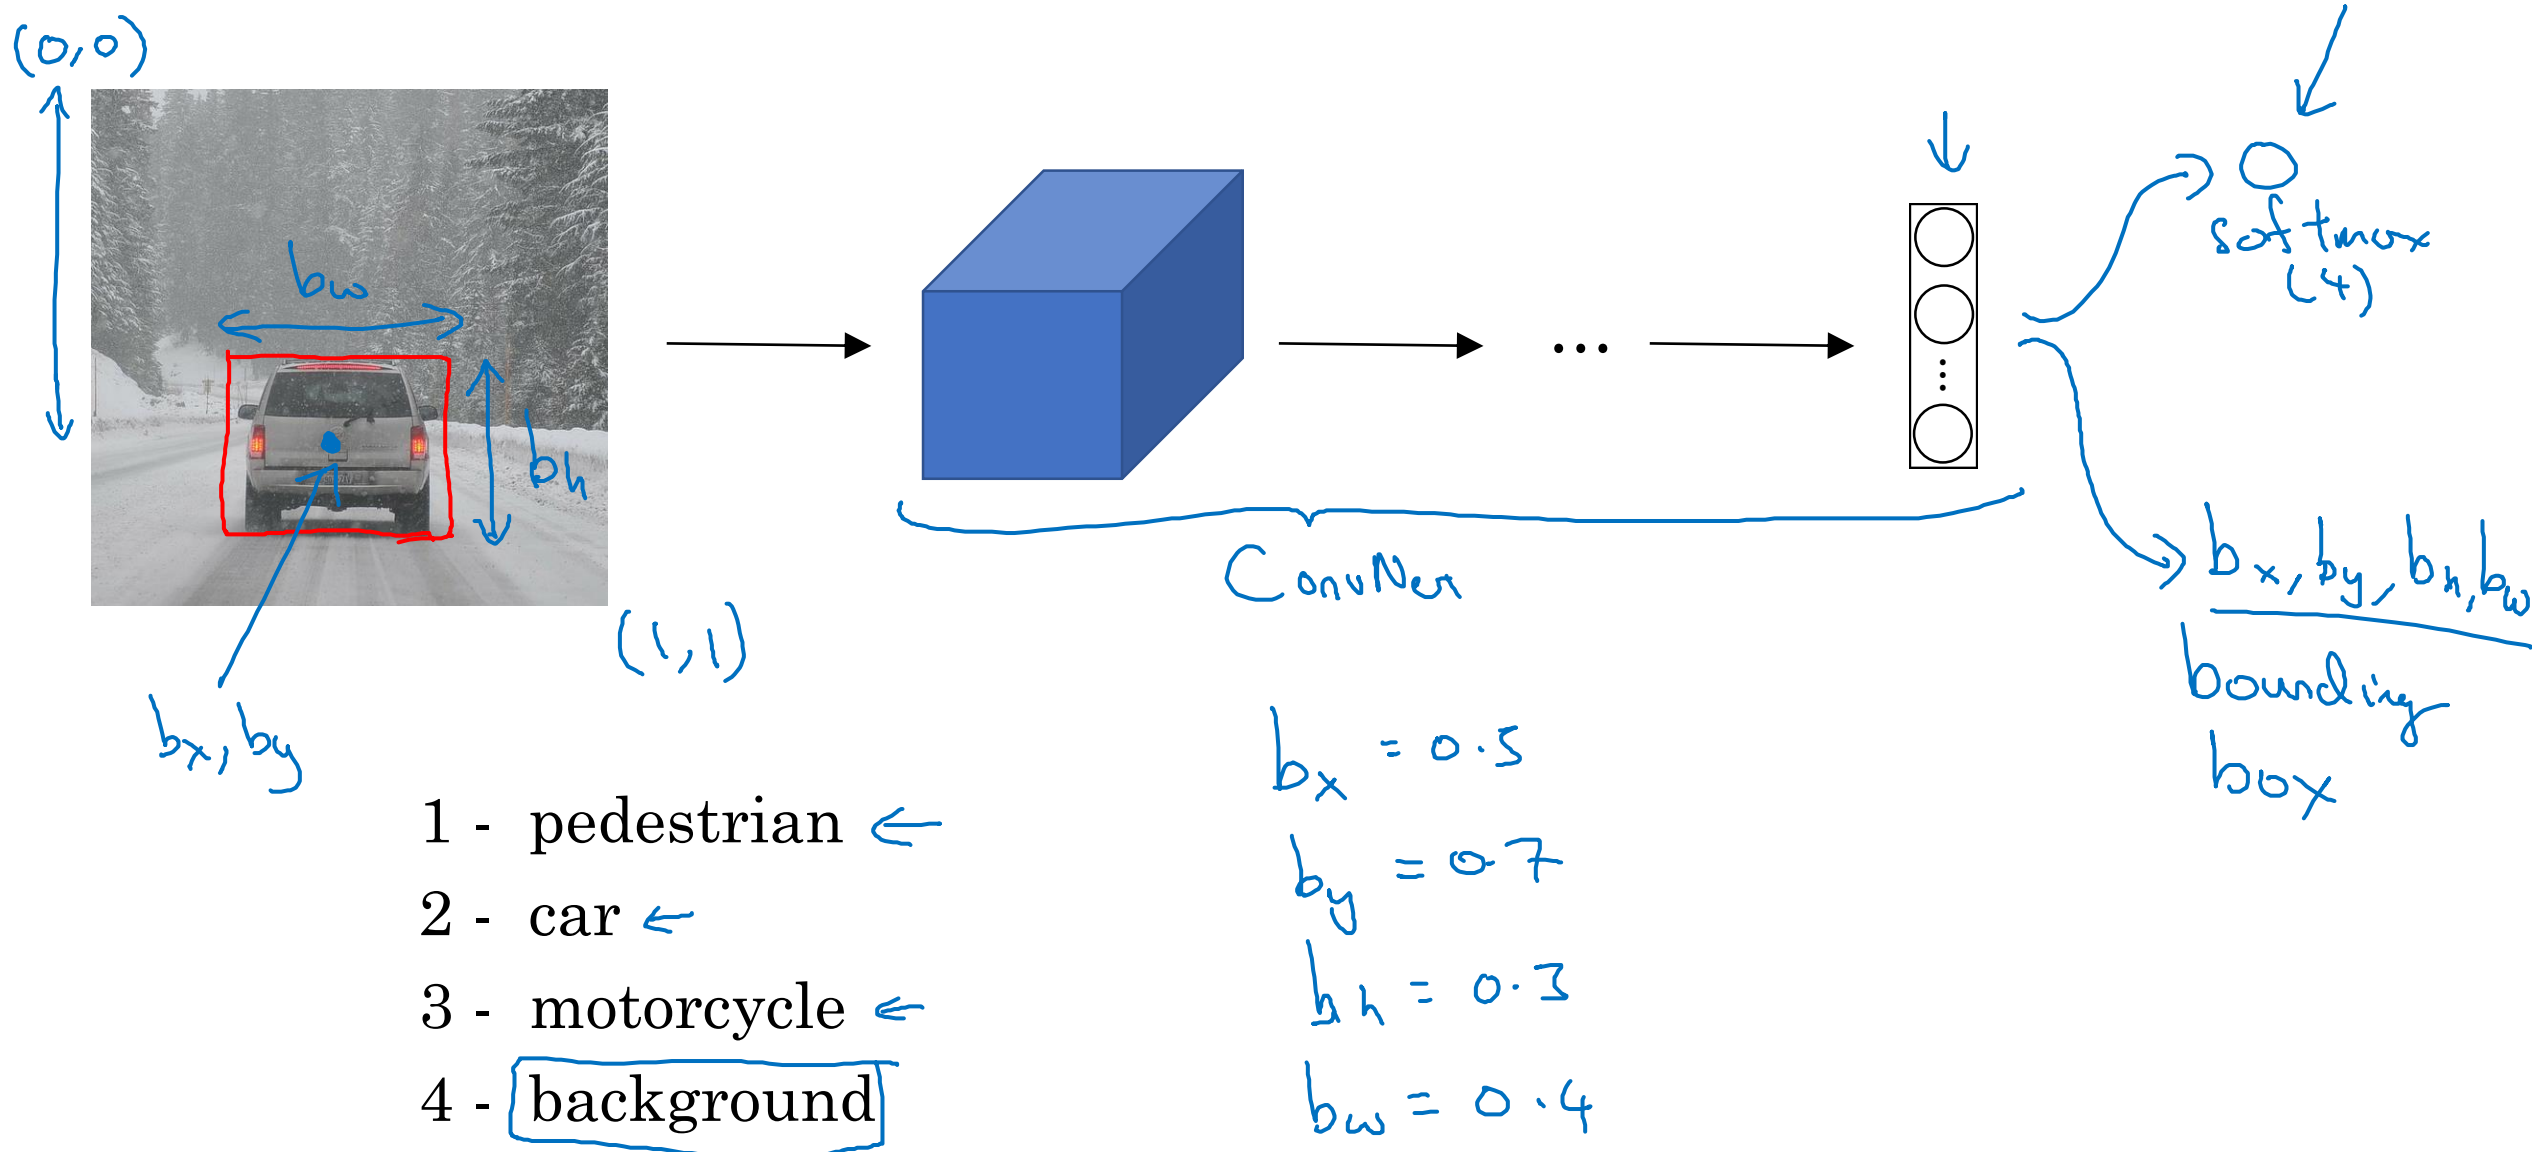 (0,0)
bw
bh
(1,1)
bx, by
...
softmax
(4)
ConvNet
bx, by, bh, bw
bounding
box
1 - pedestrian
2 - car
3 - motorcycle
4 - background
bx = 0.5
by = 0.7
bh = 0.3
bw = 0.4